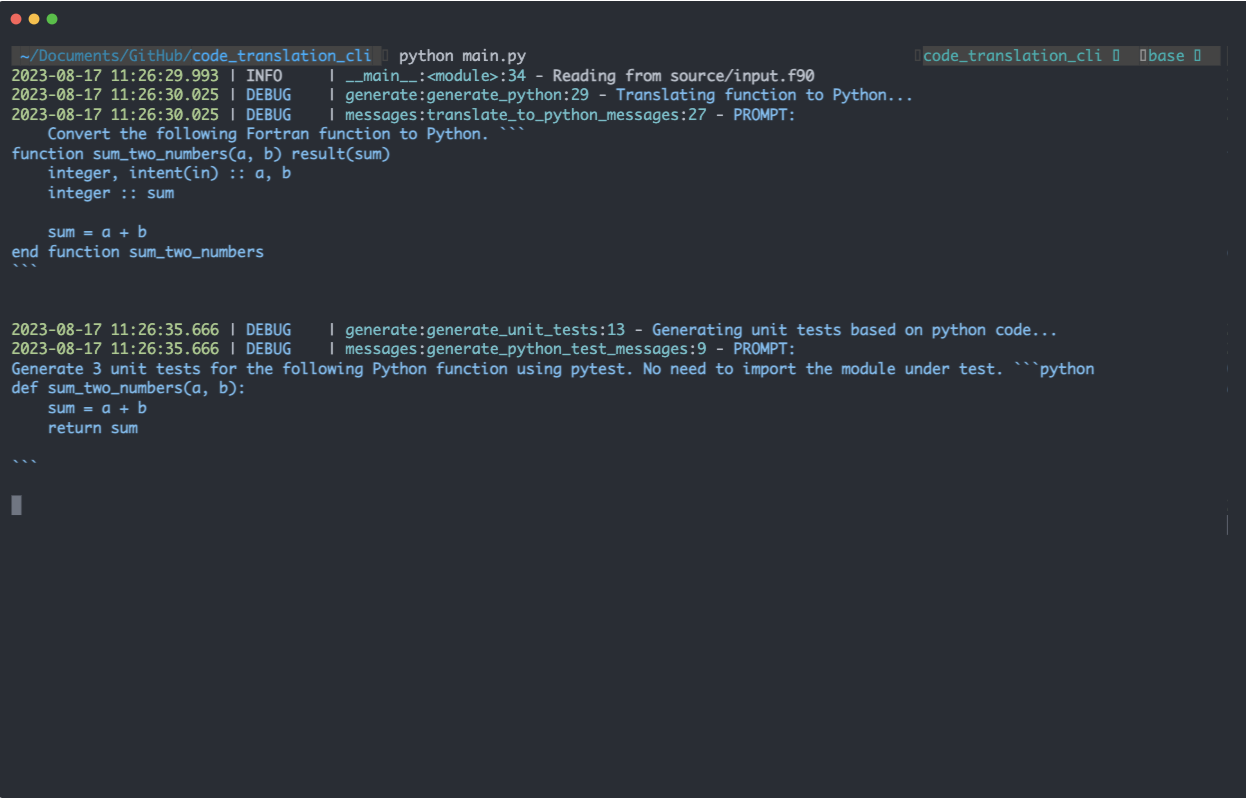 ~/Documents/GitHub/code_translation_cli python main.py code_translation_cli base
2023-08-17 11:26:29.993 | INFO     | __main__:<module>:34 - Reading from source/input.f90
2023-08-17 11:26:30.025 | DEBUG    | generate:generate_python:29 - Translating function to Python...
2023-08-17 11:26:30.025 | DEBUG    | messages:translate_to_python_messages:27 - PROMPT:
    Convert the following Fortran function to Python. ```
function sum_two_numbers(a, b) result(sum)
    integer, intent(in) :: a, b
    integer :: sum

    sum = a + b
end function sum_two_numbers
```

2023-08-17 11:26:35.666 | DEBUG    | generate:generate_unit_tests:13 - Generating unit tests based on python code...
2023-08-17 11:26:35.666 | DEBUG    | messages:generate_python_test_messages:9 - PROMPT:
Generate 3 unit tests for the following Python function using pytest. No need to import the module under test. ```python
def sum_two_numbers(a, b):
    sum = a + b
    return sum

```